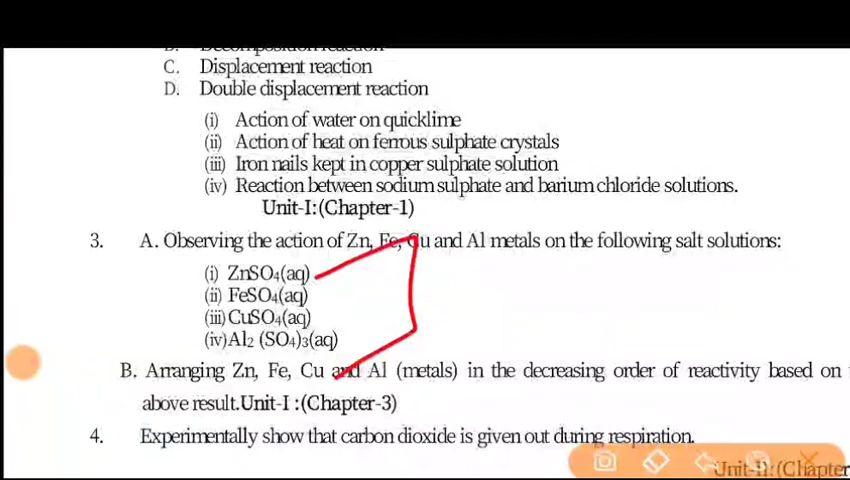 B. Decomposition reaction
C. Displacement reaction
D. Double displacement reaction
(i) Action of water on quicklime
(ii) Action of heat on ferrous sulphate crystals
(iii) Iron nails kept in copper sulphate solution
(iv) Reaction between sodium sulphate and barium chloride solutions.
Unit-I:(Chapter-1)
3. A. Observing the action of Zn, Fe, Cu and Al metals on the following salt solutions:
(i) ZnSO₄(aq)
(ii) FeSO₄(aq)
(iii) CuSO₄(aq)
(iv) Al₂ (SO₄)₃(aq)
B. Arranging Zn, Fe, Cu and Al (metals) in the decreasing order of reactivity based on
above result.Unit-I :(Chapter-3)
4. Experimentally show that carbon dioxide is given out during respiration.
Unit-II:(Chapter